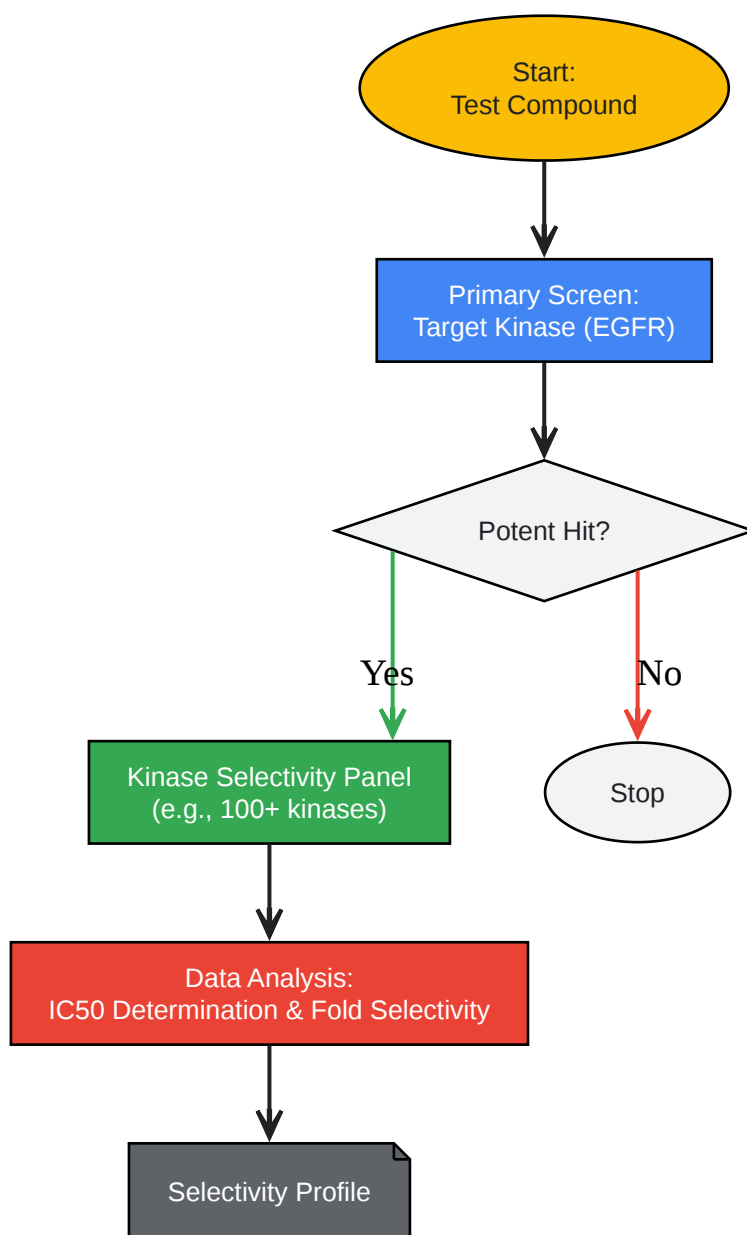 Start:
Test Compound
Primary Screen:
Target Kinase (EGFR)
Potent Hit?
Yes
No
Kinase Selectivity Panel
(e.g., 100+ kinases)
Stop
Data Analysis:
IC50 Determination & Fold Selectivity
Selectivity Profile